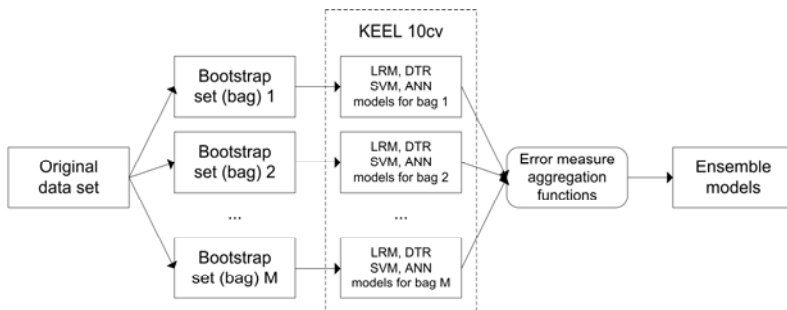 KEEL 10cv
Original
data set
Bootstrap
set (bag) 1
LRM, DTR
SVM, ANN
models for bag 1
Bootstrap
set (bag) 2
LRM, DTR
SVM, ANN
models for bag 2
...
...
Bootstrap
set (bag) M
LRM, DTR
SVM, ANN
models for bag M
Error measure
aggregation
functions
Ensemble
models